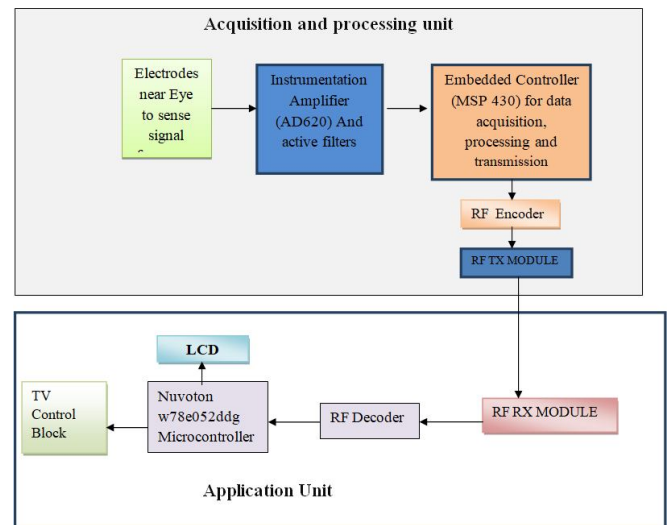 Acquisition and processing unit
Electrodes
near Eye
to sense
signal
Instrumentation
Amplifier
(AD620) And
active filters
Embedded Controller
(MSP 430) for data
acquisition,
processing and
transmission
RF Encoder
RF TX MODULE
LCD
TV
Control
Block
Nuvoton
w78e052ddg
Microcontroller
RF Decoder
RF RX MODULE
Application Unit